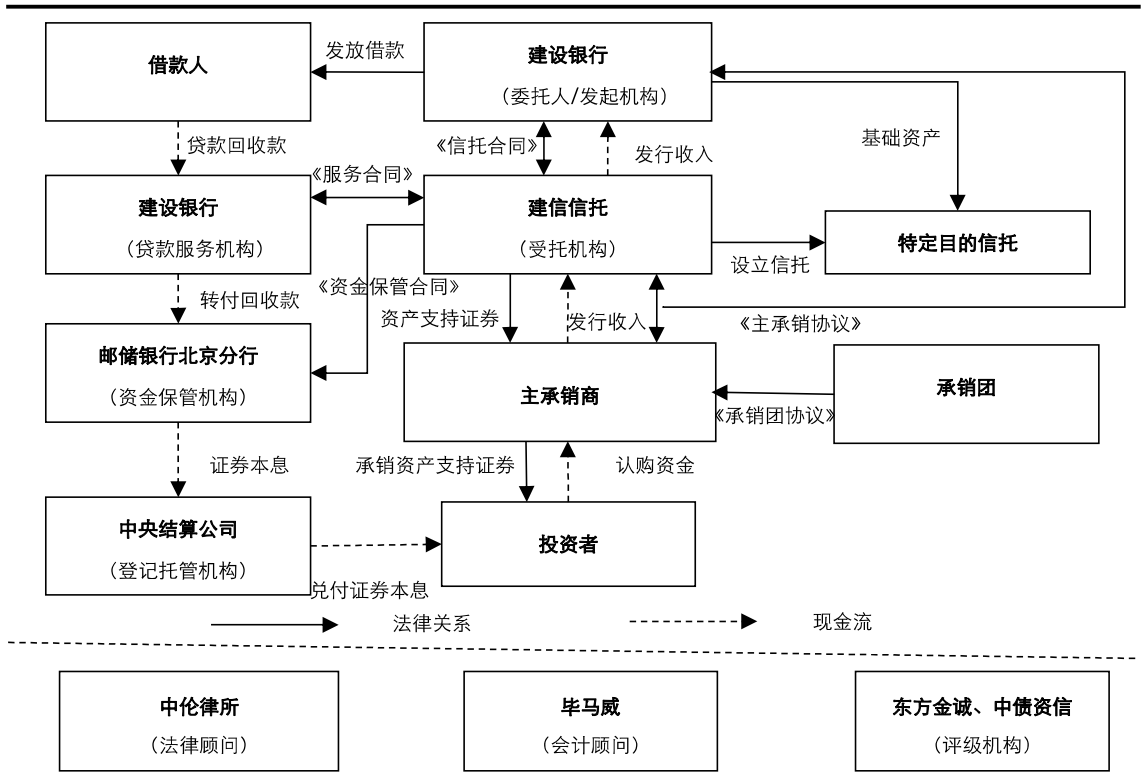 借款人
发放借款
建设银行
（委托人/发起机构）
贷款回收款
《信托合同》
发行收入
基础资产
《服务合同》
建设银行
（贷款服务机构）
建信信托
（受托机构）
特定目的信托
设立信托
转付回收款
《资金保管合同》
资产支持证券
发行收入
《主承销协议》
邮储银行北京分行
（资金保管机构）
主承销商
承销团
《承销团协议》
证券本息
承销资产支持证券
认购资金
中央结算公司
（登记托管机构）
投资者
兑付证券本息
法律关系
现金流
中伦律所
（法律顾问）
毕马威
（会计顾问）
东方金诚、中债资信
（评级机构）